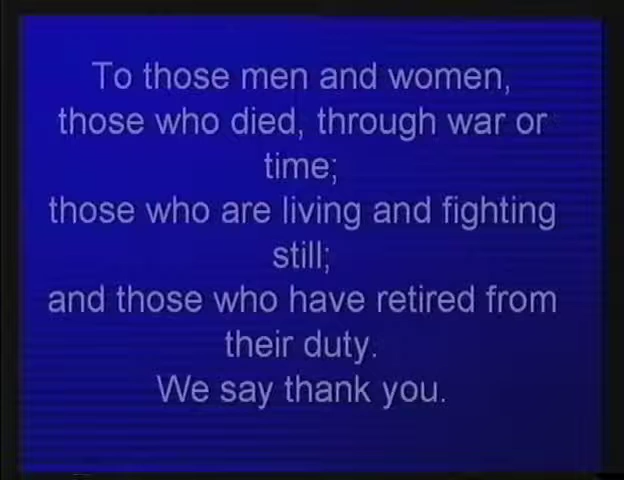 To those men and women,
those who died, through war or
time;
those who are living and fighting
still;
and those who have retired from
their duty.
We say thank you.